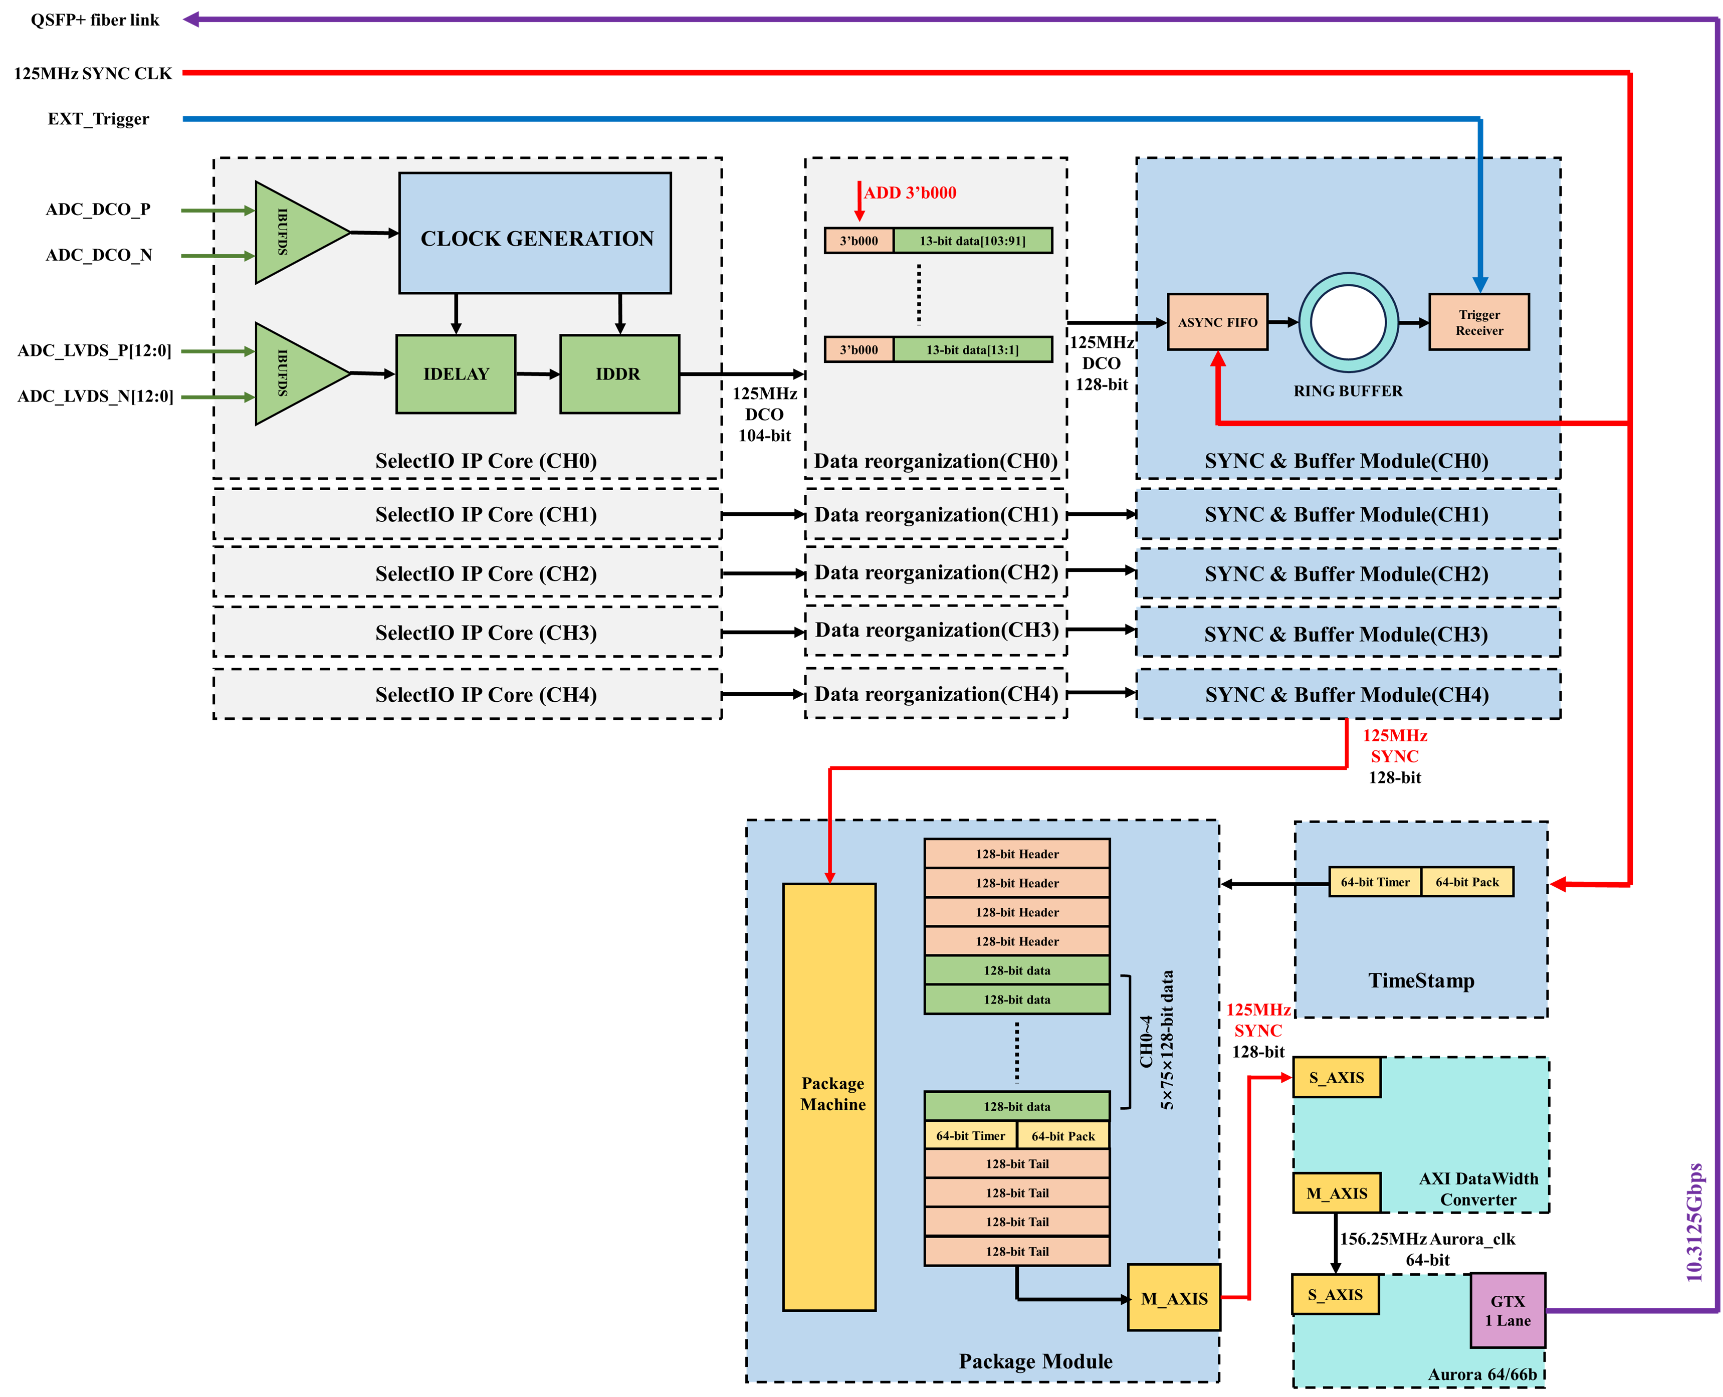 QSFP+ fiber link
125MHz SYNC CLK
EXT_Trigger
ADC_DCO_P
ADC_DCO_N
ADC_LVDS_P[12:0]
ADC_LVDS_N[12:0]
IBUFDS
CLOCK GENERATION
IBUFDS
IDELAY
IDDR
SelectIO IP Core (CH0)
125MHz
DCO
104-bit
ADD 3’b000
3’b000
13-bit data[103:91]
3’b000
13-bit data[13:1]
Data reorganization(CH0)
125MHz
DCO
128-bit
ASYNC FIFO
RING BUFFER
Trigger
Receiver
SYNC & Buffer Module(CH0)
SelectIO IP Core (CH1)
Data reorganization(CH1)
SYNC & Buffer Module(CH1)
SelectIO IP Core (CH2)
Data reorganization(CH2)
SYNC & Buffer Module(CH2)
SelectIO IP Core (CH3)
Data reorganization(CH3)
SYNC & Buffer Module(CH3)
SelectIO IP Core (CH4)
Data reorganization(CH4)
SYNC & Buffer Module(CH4)
125MHz
SYNC
128-bit
Package
Machine
128-bit Header
128-bit Header
128-bit Header
128-bit Header
128-bit data
128-bit data
128-bit data
64-bit Timer
64-bit Pack
128-bit Tail
128-bit Tail
128-bit Tail
128-bit Tail
CH0~4
5×75×128-bit data
M_AXIS
Package Module
64-bit Timer
64-bit Pack
TimeStamp
125MHz
SYNC
128-bit
S_AXIS
M_AXIS
AXI DataWidth
Converter
156.25MHz Aurora_clk
64-bit
S_AXIS
GTX
1 Lane
Aurora 64/66b
10.3125Gbps